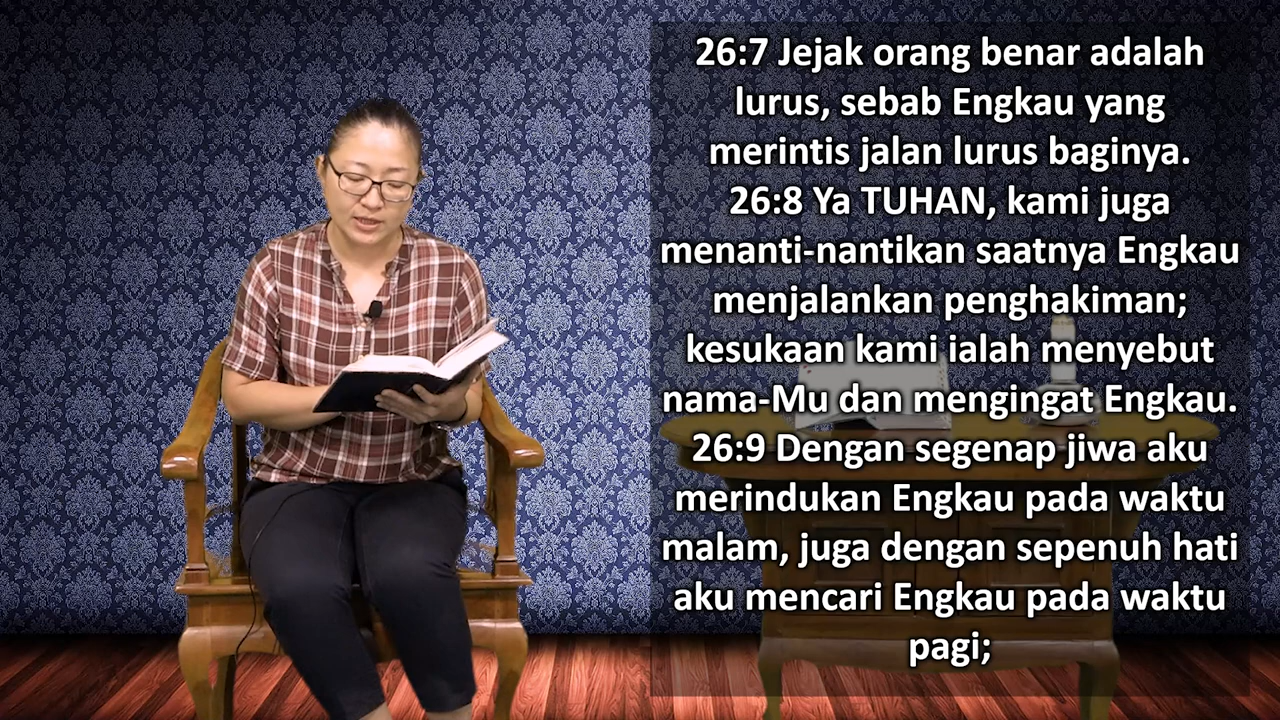 26:7 Jejak orang benar adalah
lurus, sebab Engkau yang
merintis jalan lurus baginya.
26:8 Ya TUHAN, kami juga
menanti-nantikan saatnya Engkau
menjalankan penghakiman;
kesukaan kami ialah menyebut
nama-Mu dan mengingat Engkau.
26:9 Dengan segenap jiwa aku
merindukan Engkau pada waktu
malam, juga dengan sepenuh hati
aku mencari Engkau pada waktu
pagi;